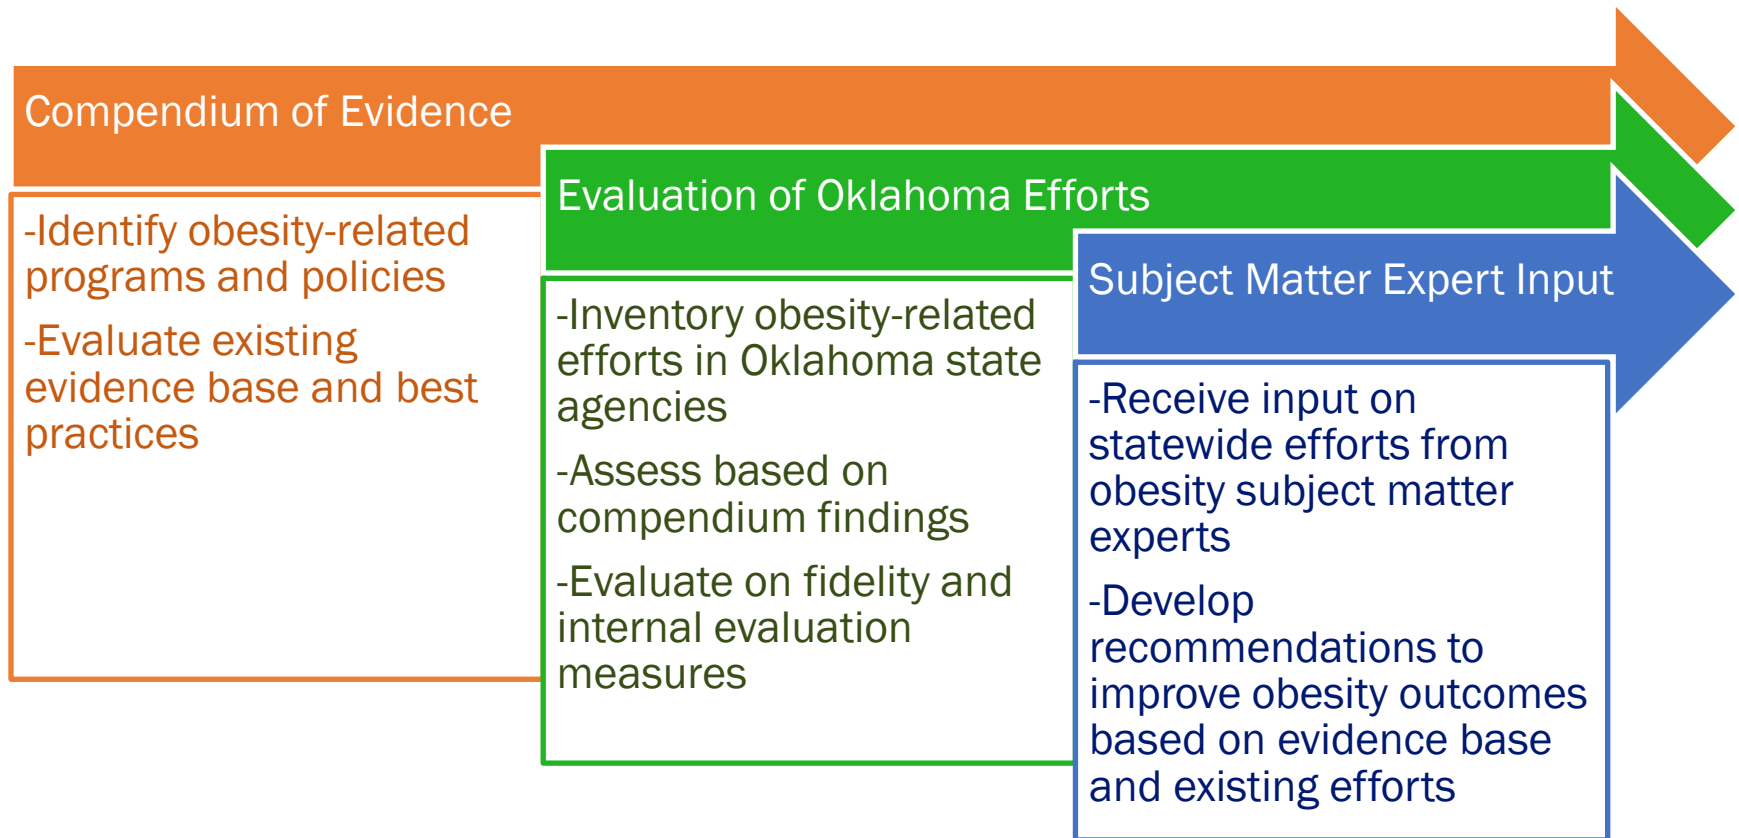 Compendium of Evidence
-Identify obesity-related
programs and policies
-Evaluate existing
evidence base and best
practices
Evaluation of Oklahoma Efforts
-Inventory obesity-related
efforts in Oklahoma state
agencies
-Assess based on
compendium findings
-Evaluate on fidelity and
internal evaluation
measures
Subject Matter Expert Input
-Receive input on
statewide efforts from
obesity subject matter
experts
-Develop
recommendations to
improve obesity outcomes
based on evidence base
and existing efforts